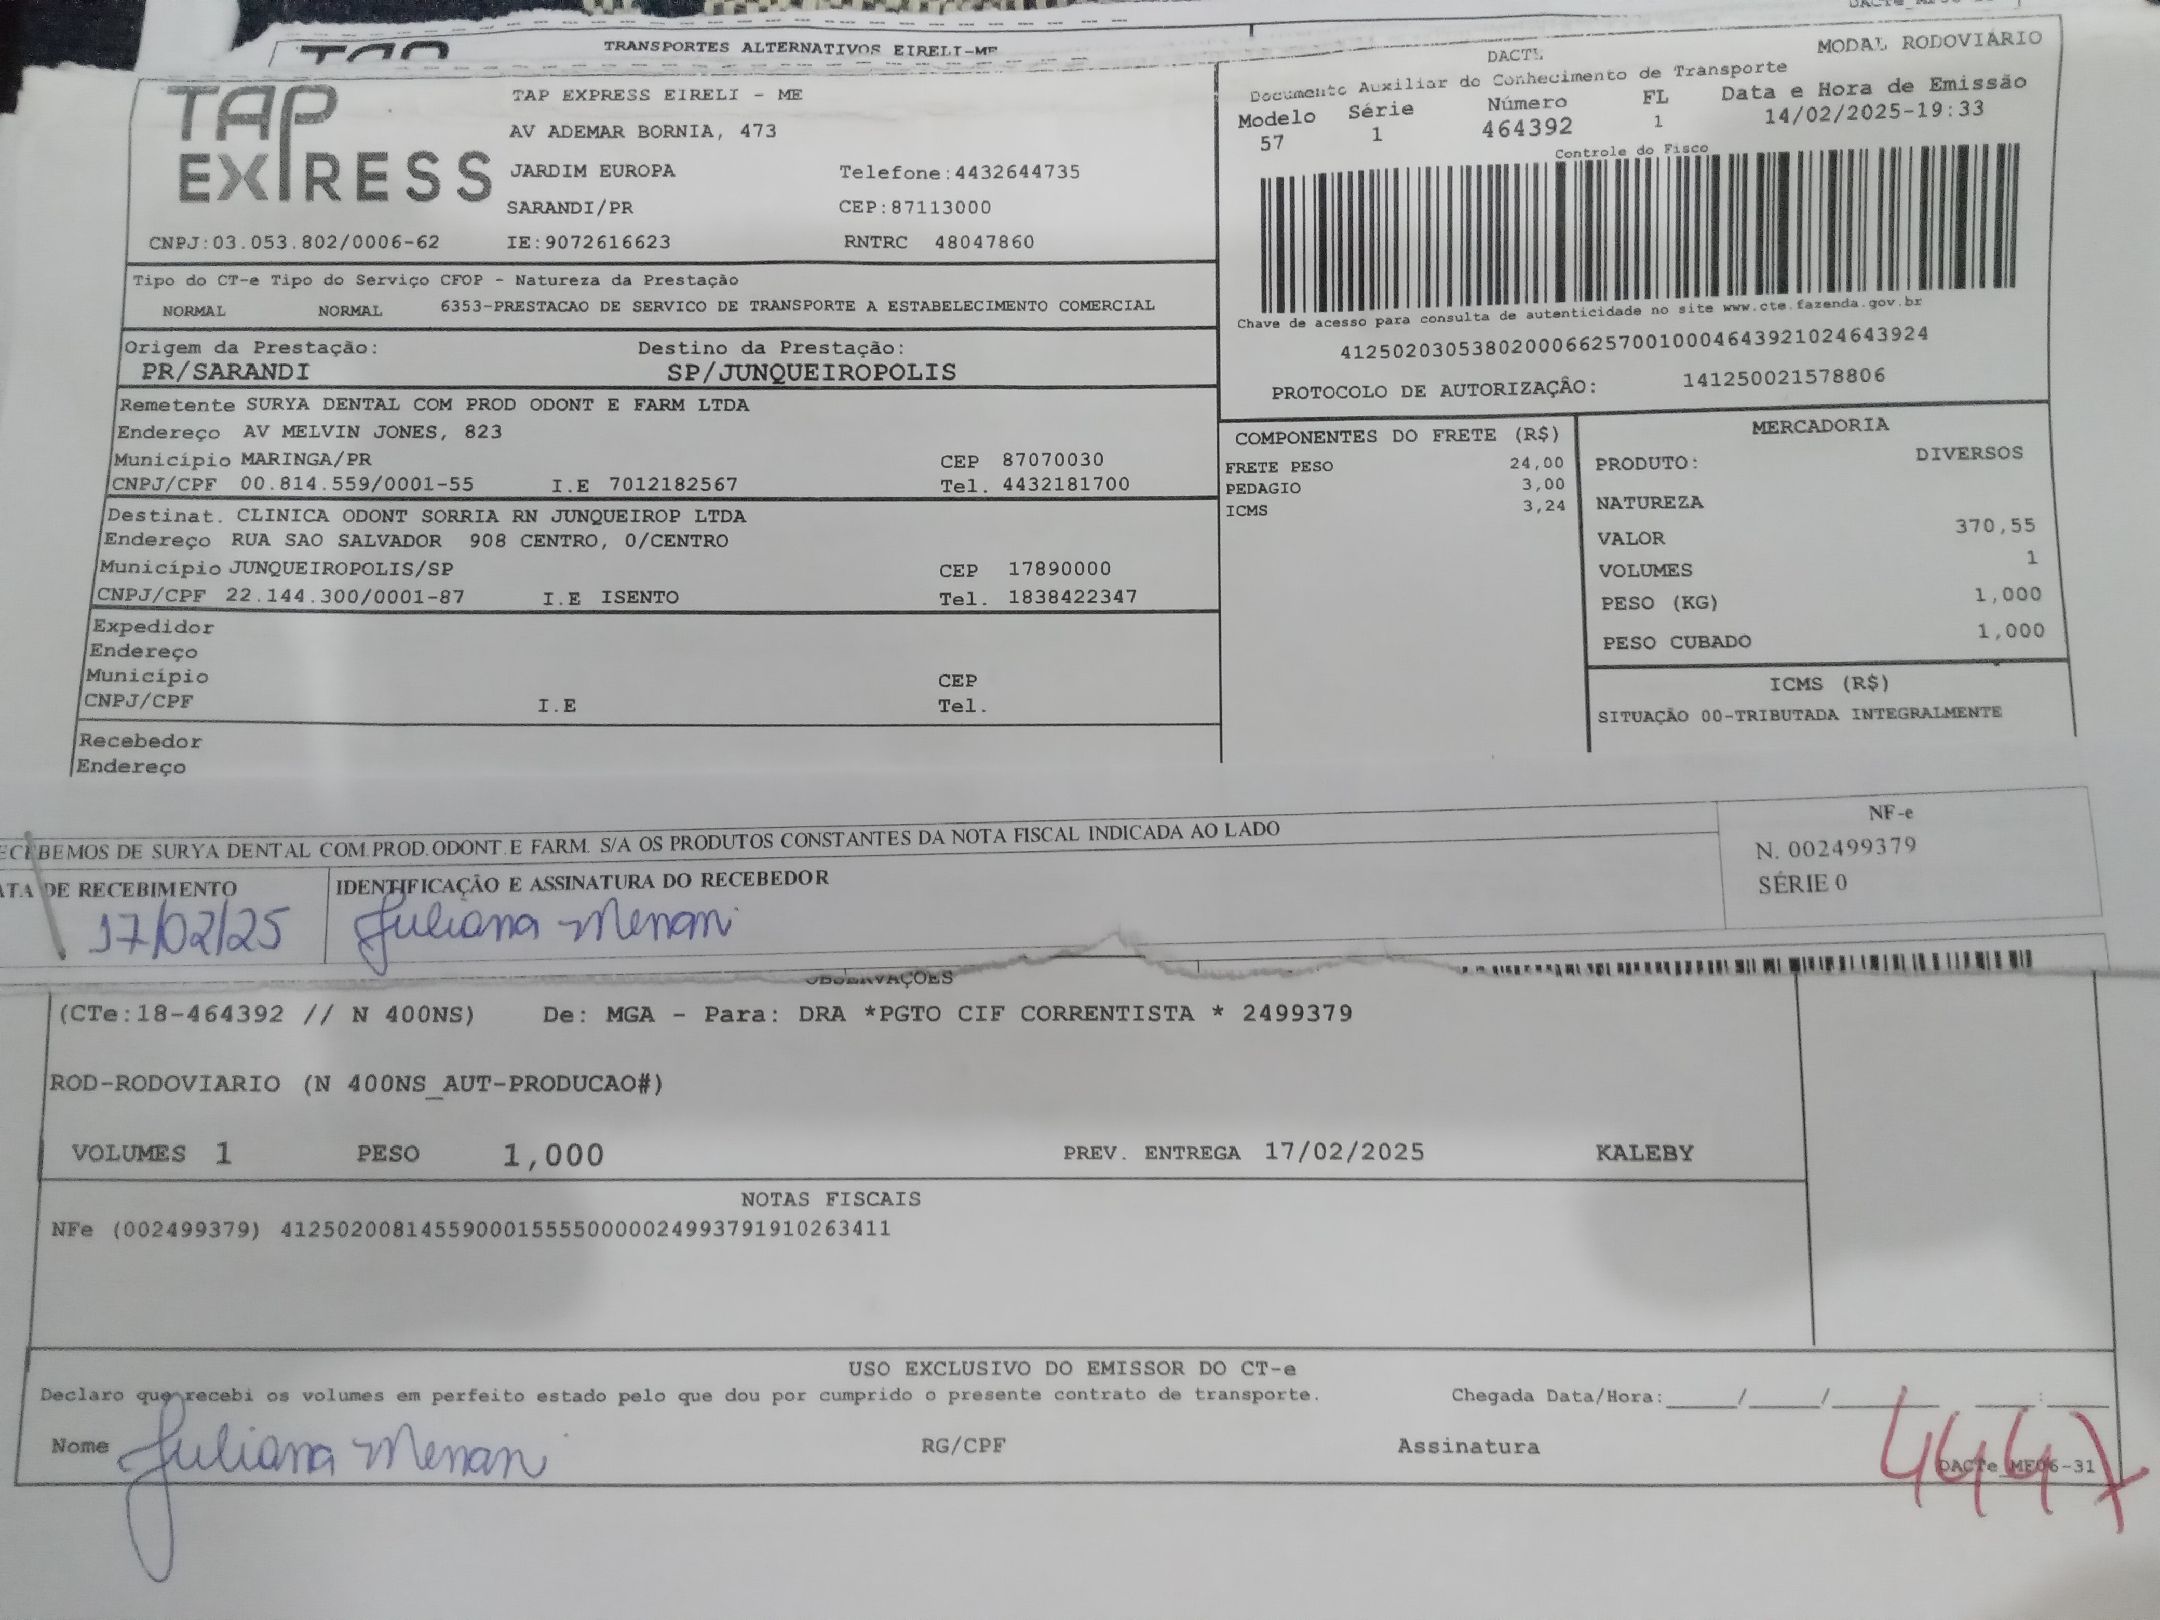 TRANSPORTES ALTERNATIVOS EIRELI-ME
TAP EXPRESS
TAP EXPRESS EIRELI - ME
AV ADEMAR BORNIA, 473
JARDIM EUROPA Telefone:4432644735
SARANDI/PR CEP:87113000
CNPJ:03.053.802/0006-62 IE:9072616623 RNTRC 48047860
DACTE MODAL RODOVIÁRIO
Documento Auxiliar do Conhecimento de Transporte
Modelo Série Número FL Data e Hora de Emissão
57 1 464392 1 14/02/2025-19:33
Controle do Fisco
Chave de acesso para consulta de autenticidade no site www.cte.fazenda.gov.br
41250203053802000662570010004643921024643924
PROTOCOLO DE AUTORIZAÇÃO: 141250021578806
Tipo do CT-e Tipo do Serviço CFOP - Natureza da Prestação
NORMAL NORMAL 6353-PRESTACAO DE SERVICO DE TRANSPORTE A ESTABELECIMENTO COMERCIAL
Origem da Prestação: Destino da Prestação:
PR/SARANDI SP/JUNQUEIROPOLIS
Remetente SURYA DENTAL COM PROD ODONT E FARM LTDA
Endereço AV MELVIN JONES, 823
Município MARINGA/PR CEP 87070030
CNPJ/CPF 00.814.559/0001-55 I.E 7012182567 Tel. 4432181700
Destinat. CLINICA ODONT SORRIA RN JUNQUEIROP LTDA
Endereço RUA SAO SALVADOR 908 CENTRO, 0/CENTRO
Município JUNQUEIROPOLIS/SP CEP 17890000
CNPJ/CPF 22.144.300/0001-87 I.E ISENTO Tel. 1838422347
Expedidor
Endereço
Município CEP
CNPJ/CPF I.E Tel.
Recebedor
Endereço
COMPONENTES DO FRETE (R$)
FRETE PESO 24,00
PEDAGIO 3,00
ICMS 3,24
MERCADORIA
PRODUTO: DIVERSOS
NATUREZA
VALOR 370,55
VOLUMES 1
PESO (KG) 1,000
PESO CUBADO 1,000
ICMS (R$)
SITUAÇÃO 00-TRIBUTADA INTEGRALMENTE
ECEBEMOS DE SURYA DENTAL COM.PROD.ODONT.E FARM. S/A OS PRODUTOS CONSTANTES DA NOTA FISCAL INDICADA AO LADO
ATA DE RECEBIMENTO IDENTIFICAÇÃO E ASSINATURA DO RECEBEDOR
17/02/25 Juliana Menani
NF-e
N. 002499379
SÉRIE 0
OBSERVAÇÕES
(CTe:18-464392 // N 400NS) De: MGA - Para: DRA *PGTO CIF CORRENTISTA * 2499379
ROD-RODOVIARIO (N 400NS_AUT-PRODUCAO#)
VOLUMES 1 PESO 1,000 PREV. ENTREGA 17/02/2025 KALEBY
NOTAS FISCAIS
NFe (002499379) 41250200814559000155550000024993791910263411
USO EXCLUSIVO DO EMISSOR DO CT-e
Declaro que recebi os volumes em perfeito estado pelo que dou por cumprido o presente contrato de transporte. Chegada Data/Hora:_____/_____/_______ ___:___
Nome Juliana Menani RG/CPF Assinatura
DACTe_ME06-31
4447